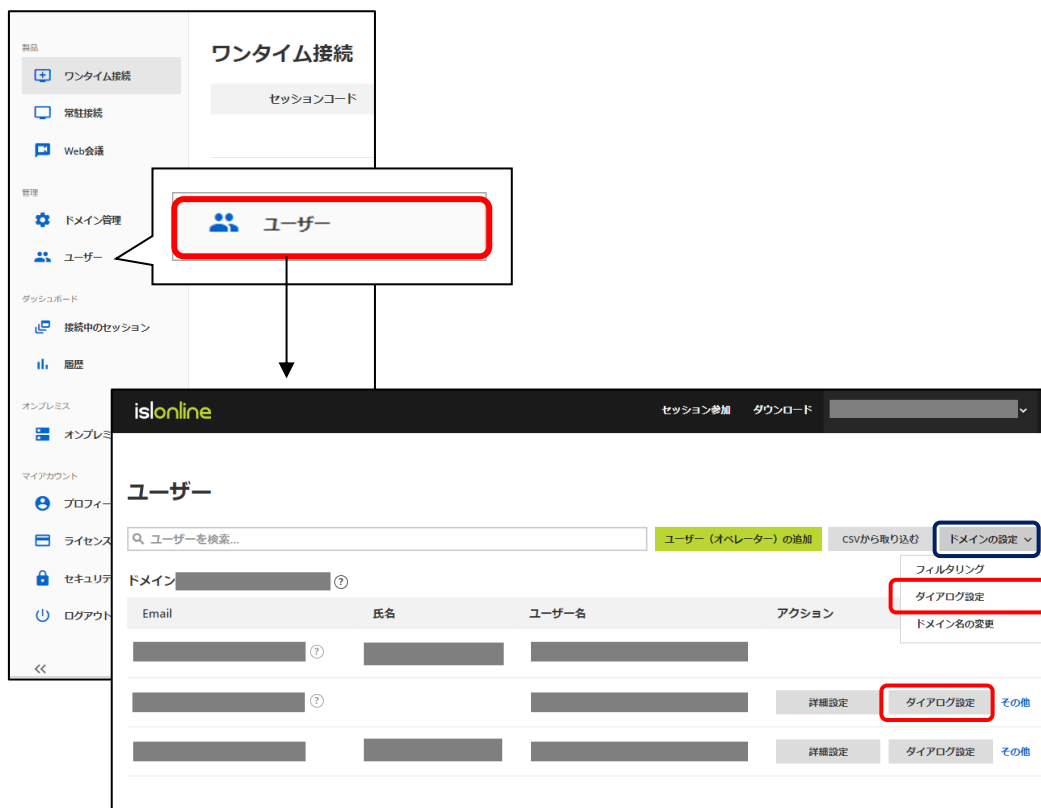 製品
ワンタイム接続
常駐接続
Web会議
管理
ドメイン管理
ユーザー
ダッシュボード
接続中のセッション
履歴
オンプレミス
オンプレミ
マイアカウント
プロフィー
ライセンス
セキュリテ
ログアウト
«
ワンタイム接続
セッションコード
ユーザー
islonline
セッション参加 ダウンロード
ユーザー
ユーザーを検索... ユーザー（オペレーター）の追加 CSVから取り込む ドメインの設定
フィルタリング
ダイアログ設定
ドメイン名の変更
ドメイン ?
Email 氏名 ユーザー名 アクション
?
? 詳細設定 ダイアログ設定 その他
詳細設定 ダイアログ設定 その他